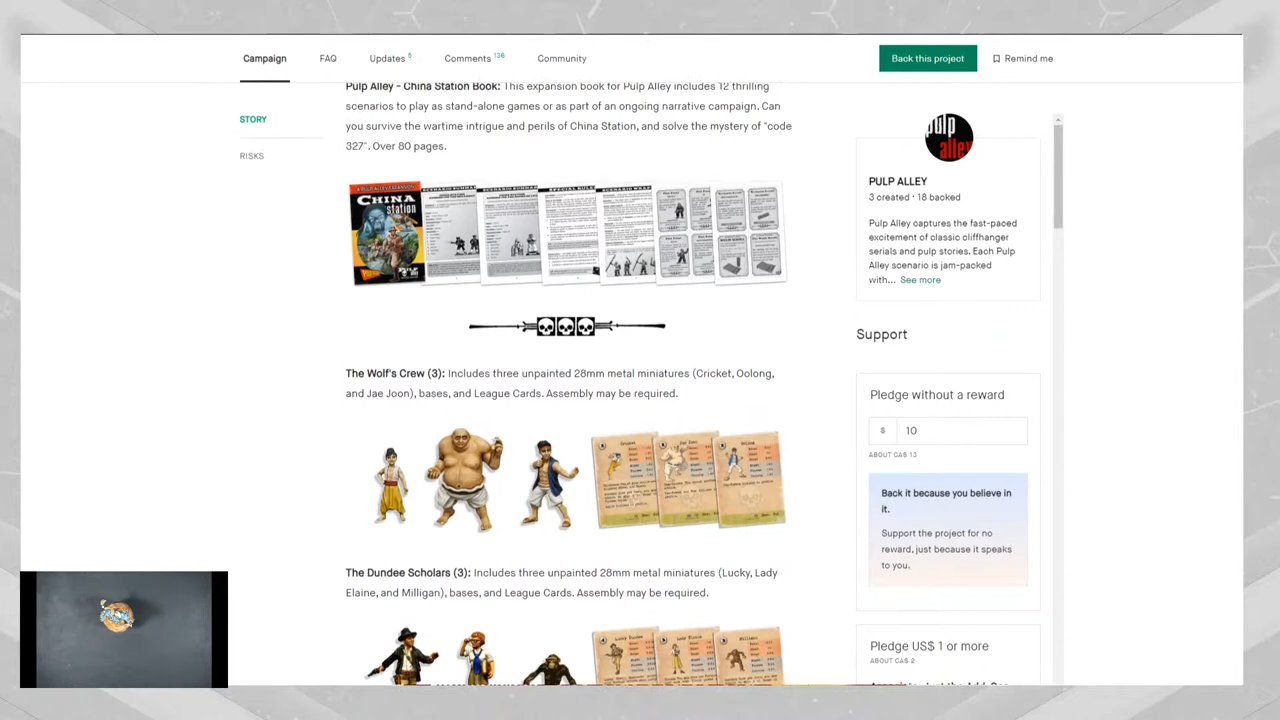 Campaign
FAQ
Updates 5
Comments 138
Community
Back this project
Remind me
STORY
RISKS
Pulp Alley - China Station Book: This expansion book for Pulp Alley includes 12 thrilling
scenarios to play as stand-alone games or as part of an ongoing narrative campaign. Can
you survive the wartime intrigue and perils of China Station, and solve the mystery of "code
327". Over 80 pages.
A PULP ALLEY EXPANSION
CHINA
station
The Wolf's Crew (3): Includes three unpainted 28mm metal miniatures (Cricket, Oolong,
and Jae Joon), bases, and League Cards. Assembly may be required.
The Dundee Scholars (3): Includes three unpainted 28mm metal miniatures (Lucky, Lady
Elaine, and Milligan), bases, and League Cards. Assembly may be required.
pulp
alley
PULP ALLEY
3 created · 18 backed
Pulp Alley captures the fast-paced
excitement of classic cliffhanger
serials and pulp stories. Each Pulp
Alley scenario is jam-packed
with... See more
Support
Pledge without a reward
$ 10
ABOUT CA$ 13
Back it because you believe in
it.
Support the project for no
reward, just because it speaks
to you.
Pledge US$ 1 or more
ABOUT CA$ 2